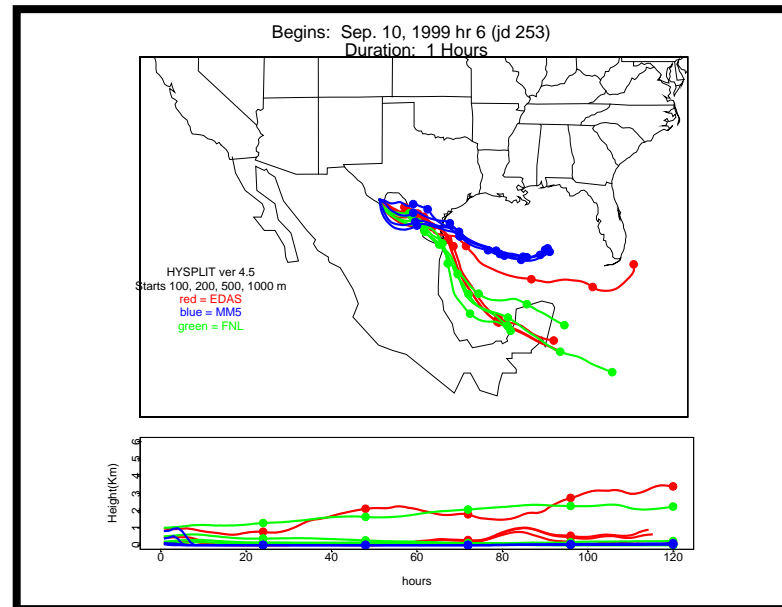 Begins:  Sep. 10, 1999 hr 6 (jd 253)
Duration:  1 Hours
HYSPLIT ver 4.5
Starts 100, 200, 500, 1000 m
red = EDAS
blue = MM5
green = FNL
Height(Km)
6
5
4
3
2
1
0
0 20 40 60 80 100 120
hours